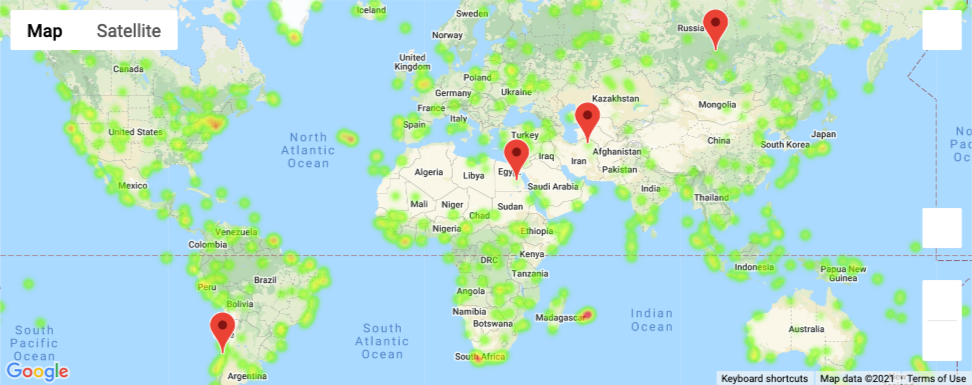 Map
Satellite
Iceland
Sweden
Norway
Russia
Canada
United
Kingdom
Poland
Germany
Ukraine
France
Kazakhstan
Mongolia
Spain
Italy
United States
North
Atlantic
Ocean
Turkey
China
Japan
South Korea
Iraq
Iran
Afghanistan
Pakistan
Algeria
Libya
Mexico
Saudi Arabia
India
Mali
Niger
Sudan
Thailand
Chad
Nigeria
Ethiopia
Venezuela
Colombia
Kenya
DRC
Indonesia
Papua New
Guinea
Tanzania
Peru
Brazil
Angola
Bolivia
Namibia
Madagascar
Botswana
Indian
Ocean
South
Pacific
Ocean
South
Atlantic
Ocean
Australia
South Africa
Argentina
Google
Keyboard shortcuts
Map data ©2021
Terms of Use